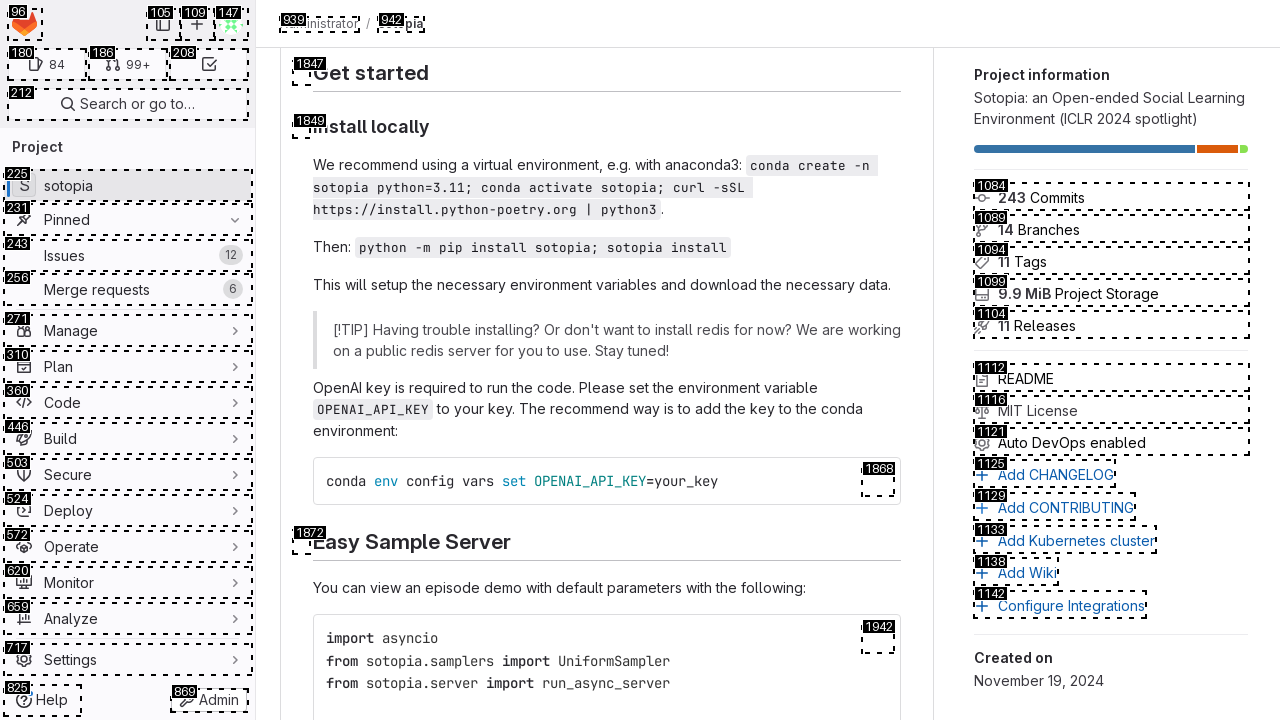 96
105
109
147
180
84
186
99+
208
212
Search or go to…
Project
225
S
sotopia
231
Pinned
243
Issues
12
256
Merge requests
6
271
Manage
310
Plan
360
Code
446
Build
503
Secure
524
Deploy
572
Operate
620
Monitor
659
Analyze
717
Settings
825
Help
869
Admin
939
942
/
1847
Get started
1849
Install locally
We recommend using a virtual environment, e.g. with anaconda3: conda create -n
sotopia python=3.11; conda activate sotopia; curl -sSL
https://install.python-poetry.org | python3.
Then: python -m pip install sotopia; sotopia install
This will setup the necessary environment variables and download the necessary data.
[!TIP] Having trouble installing? Or don't want to install redis for now? We are working
on a public redis server for you to use. Stay tuned!
OpenAI key is required to run the code. Please set the environment variable
OPENAI_API_KEY to your key. The recommend way is to add the key to the conda
environment:
1868
conda env config vars set OPENAI_API_KEY=your_key
1872
Easy Sample Server
You can view an episode demo with default parameters with the following:
1942
import asyncio
from sotopia.samplers import UniformSampler
from sotopia.server import run_async_server
Project information
Sotopia: an Open-ended Social Learning
Environment (ICLR 2024 spotlight)
1084
243 Commits
1089
14 Branches
1094
11 Tags
1099
9.9 MiB Project Storage
1104
11 Releases
1112
README
1116
MIT License
1121
Auto DevOps enabled
1125
Add CHANGELOG
1129
Add CONTRIBUTING
1133
Add Kubernetes cluster
1138
Add Wiki
1142
Configure Integrations
Created on
November 19, 2024